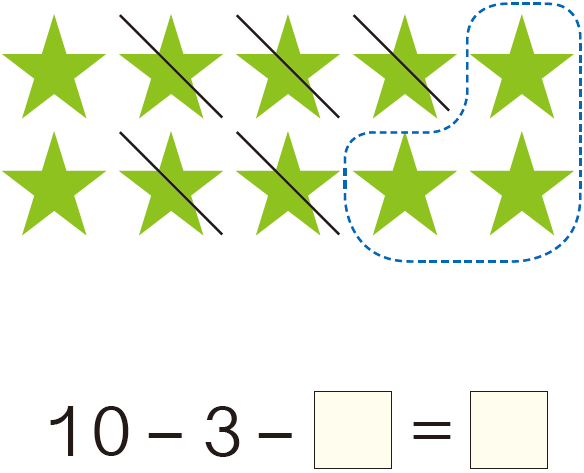 10 – 3 – □ = □